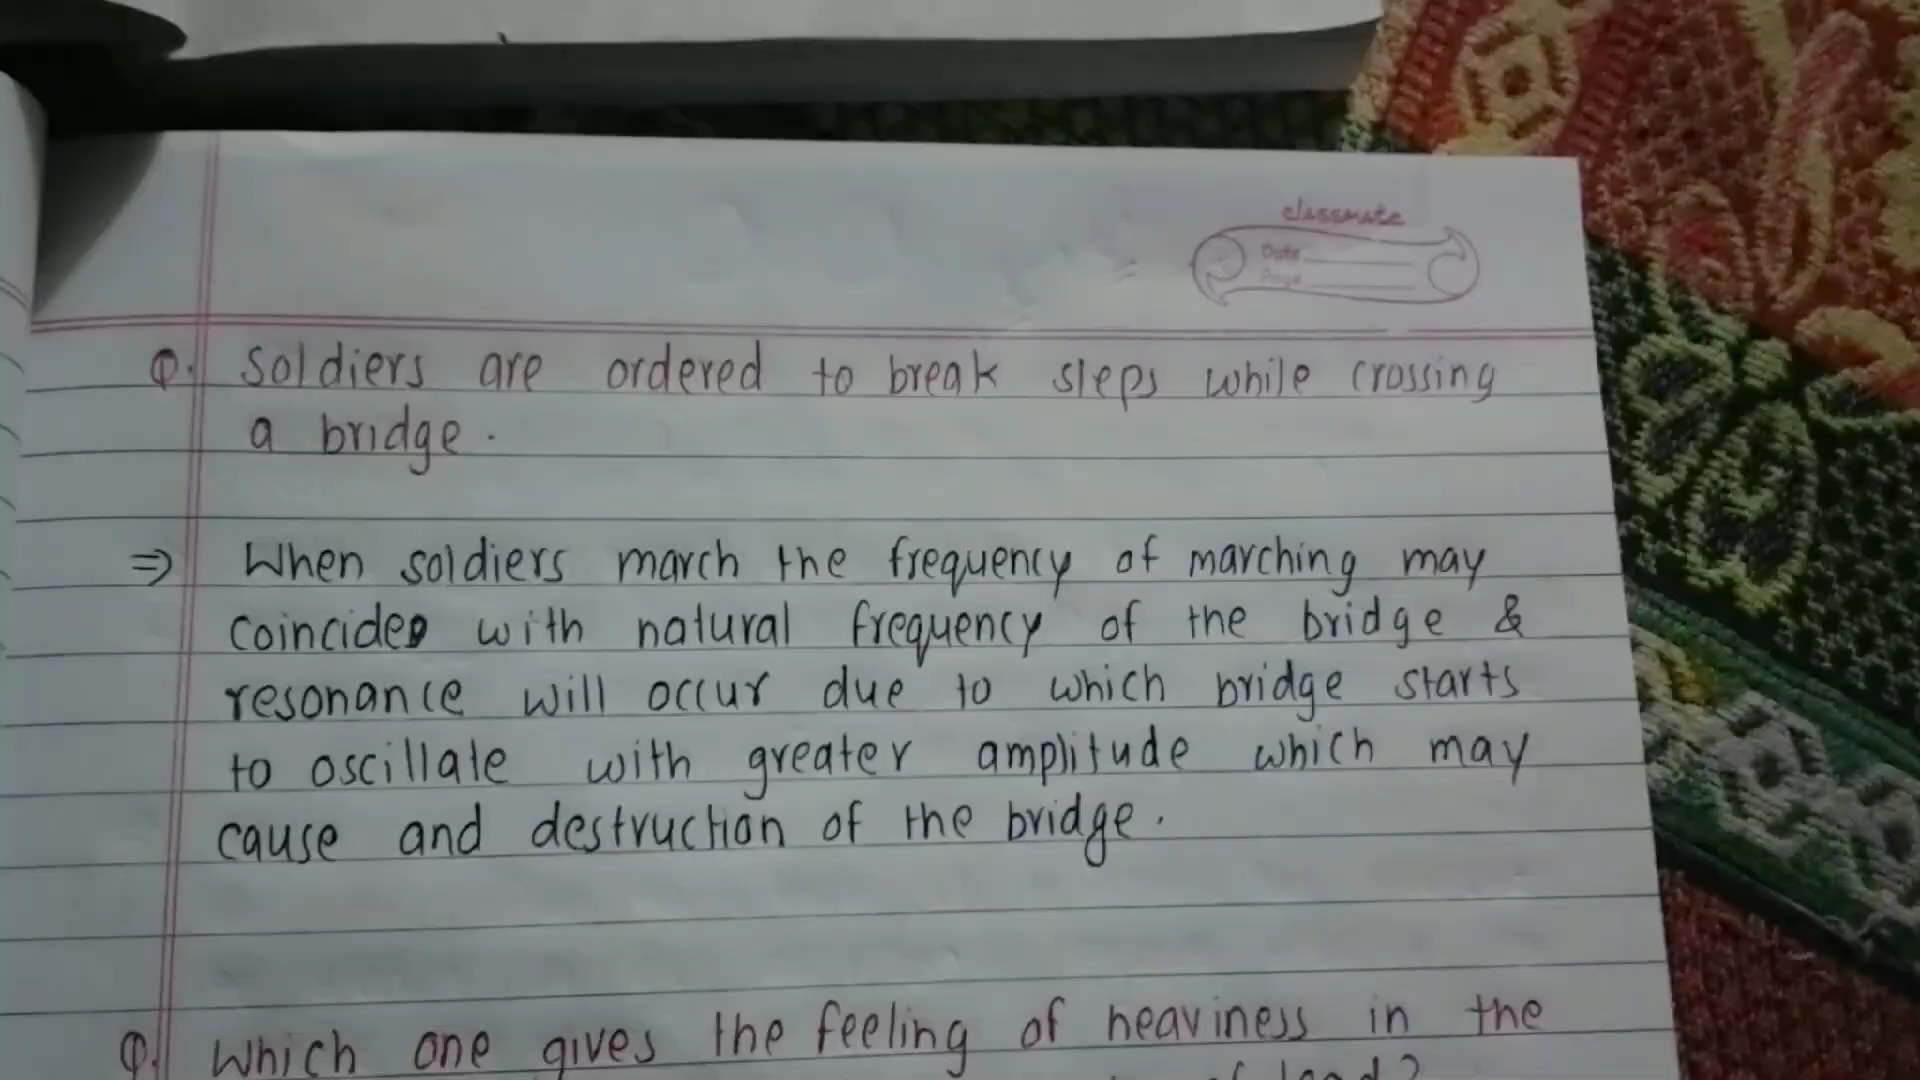 classmate
Date
Page
Q. Soldiers are ordered to break steps while crossing
a bridge.
⇒ When soldiers march the frequency of marching may
coincides with natural frequency of the bridge &
resonance will occur due to which bridge starts
to oscillate with greater amplitude which may
cause and destruction of the bridge.
Q. Which one gives the feeling of heaviness in the
of lead?